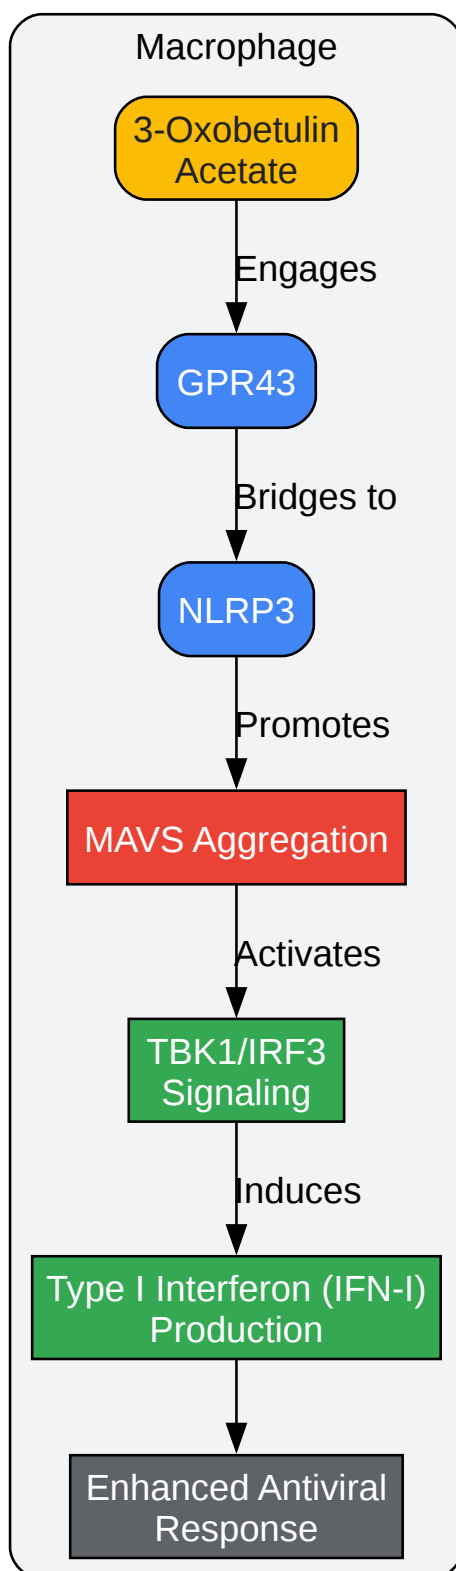 Macrophage
3-Oxobetulin
Acetate
Engages
GPR43
Bridges to
NLRP3
Promotes
MAVS Aggregation
Activates
TBK1/IRF3
Signaling
Induces
Type I Interferon (IFN-I)
Production
Enhanced Antiviral
Response